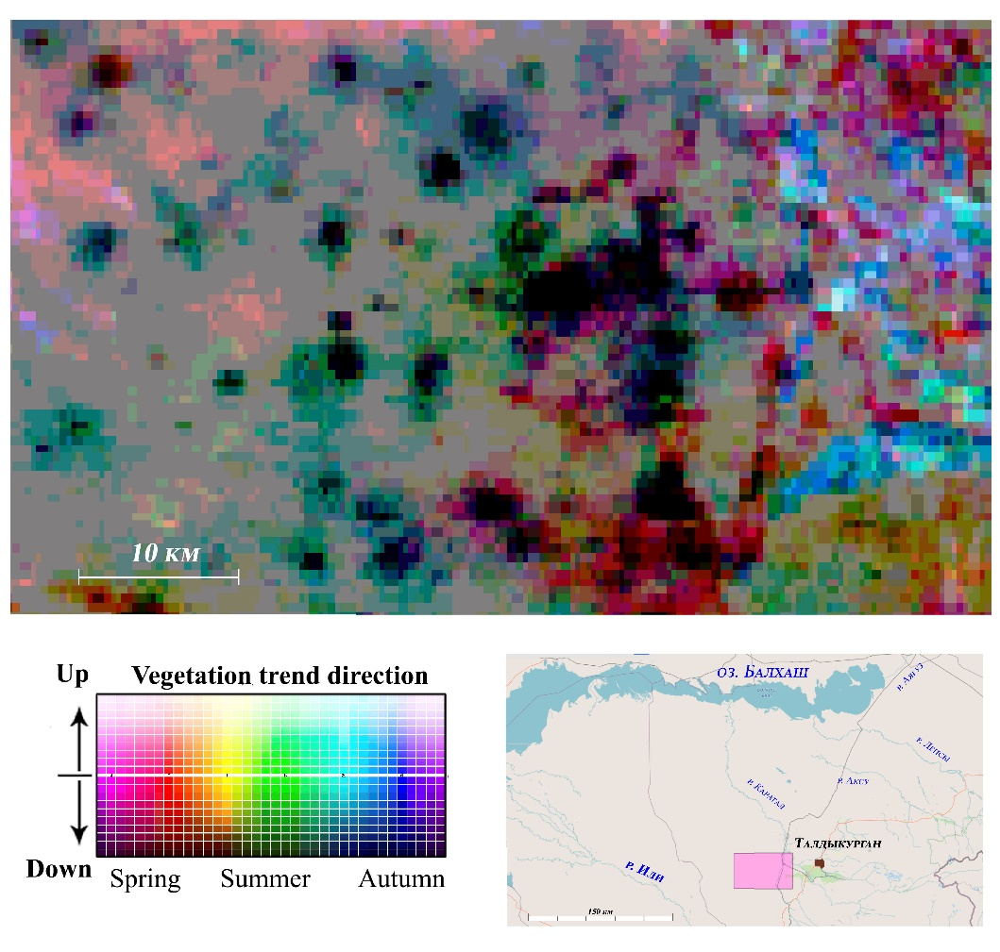 10 КМ
Up
Vegetation trend direction
Down
Spring
Summer
Autumn
ОЗ. БАЛХАШ
Р. АЯГУЗ
Р. ЛЕПСЫ
Р. АКСУ
Р. КАРАТАЛ
ТАЛДЫКУРГАН
Р. ИЛИ
150 КМ